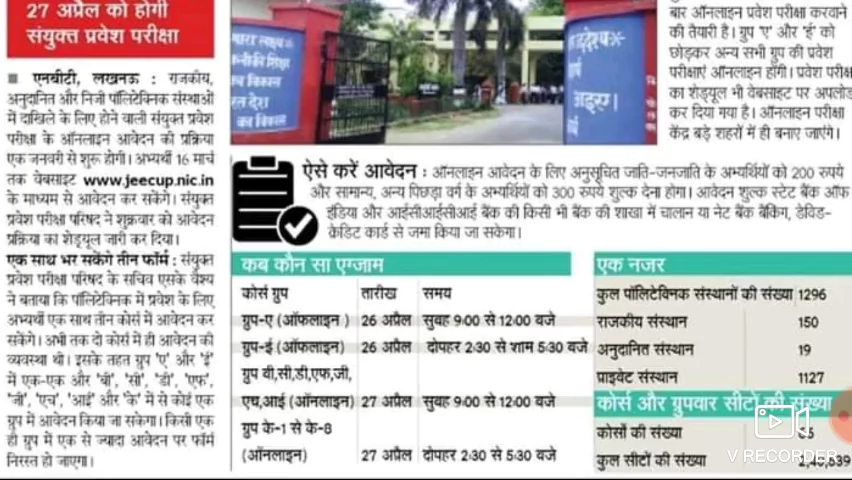 27 अप्रैल को होगी
संयुक्त प्रवेश परीक्षा
■ एनबीटी, लखनऊ : राजकीय,
अनुदानित और निजी पॉलिटेक्निक संस्थाओं
में दाखिले के लिए होने वाली संयुक्त प्रवेश
परीक्षा के ऑनलाइन आवेदन की प्रक्रिया
एक जनवरी से शुरू होगी। अभ्यर्थी 16 मार्च
तक वेबसाइट www.jeecup.nic.in
के माध्यम से आवेदन कर सकेंगे। संयुक्त
प्रवेश परीक्षा परिषद ने शुक्रवार को आवेदन
प्रक्रिया का शेड्यूल जारी कर दिया।
एक साथ भर सकेंगे तीन फॉर्म : संयुक्त
प्रवेश परीक्षा परिषद के सचिव एसके वैश्य
ने बताया कि पॉलिटेक्निक में प्रवेश के लिए
अभ्यर्थी एक साथ तीन कोर्स में आवेदन कर
सकेंगे। अभी तक दो कोर्स में ही आवेदन की
व्यवस्था थी। इसके तहत ग्रुप 'ए' और 'ई'
में एक-एक और 'बी', 'सी', 'डी', 'एफ',
'जी', 'एच', 'आई' और 'के' में से कोई एक
ग्रुप में आवेदन किया जा सकेगा। किसी एक
ही ग्रुप में एक से ज्यादा आवेदन पर फॉर्म
निरस्त हो जाएगा।
मारा लक्ष्य
का विकास
रत देश
का विकास
उद्देश्य
बार ऑनलाइन प्रवेश परीक्षा करवाने
की तैयारी है। ग्रुप 'ए' और 'ई' को
छोड़कर अन्य सभी ग्रुप की प्रवेश
परीक्षाएं ऑनलाइन होंगी। प्रवेश परीक्षा
का शेड्यूल भी वेबसाइट पर अपलोड
कर दिया गया है। ऑनलाइन परीक्षा
केंद्र बड़े शहरों में ही बनाए जाएंगे।
ऐसे करें आवेदन : ऑनलाइन आवेदन के लिए अनुसूचित जाति-जनजाति के अभ्यर्थियों को 200 रुपये
और सामान्य, अन्य पिछड़ा वर्ग के अभ्यर्थियों को 300 रुपये शुल्क देना होगा। आवेदन शुल्क स्टेट बैंक ऑफ
इंडिया और आईसीआईसीआई बैंक की किसी भी बैंक की शाखा में चालान या नेट बैंक बैंकिंग, डेविड-
क्रेडिट कार्ड से जमा किया जा सकेगा।
कब कौन सा एग्जाम
कोर्स ग्रुप तारीख समय
ग्रुप-ए (ऑफलाइन ) 26 अप्रैल सुवह 9:00 से 12:00 बजे
ग्रुप-ई (ऑफलाइन) 26 अप्रैल दोपहर 2:30 से शाम 5:30 बजे
ग्रुप वी,सी,डी,एफ,जी,
एच,आई (ऑनलाइन) 27 अप्रैल सुवह 9:00 से 12:00 बजे
ग्रुप के-1 से के-8
(ऑनलाइन) 27 अप्रैल दोपहर 2:30 से 5:30 बजे
एक नजर
कुल पॉलिटेक्निक संस्थानों की संख्या 1296
राजकीय संस्थान 150
अनुदानित संस्थान 19
प्राइवेट संस्थान 1127
कोर्स और ग्रुपवार सीटों की संख्या
कोर्सों की संख्या
कुल सीटों की संख्या
V RECORDER